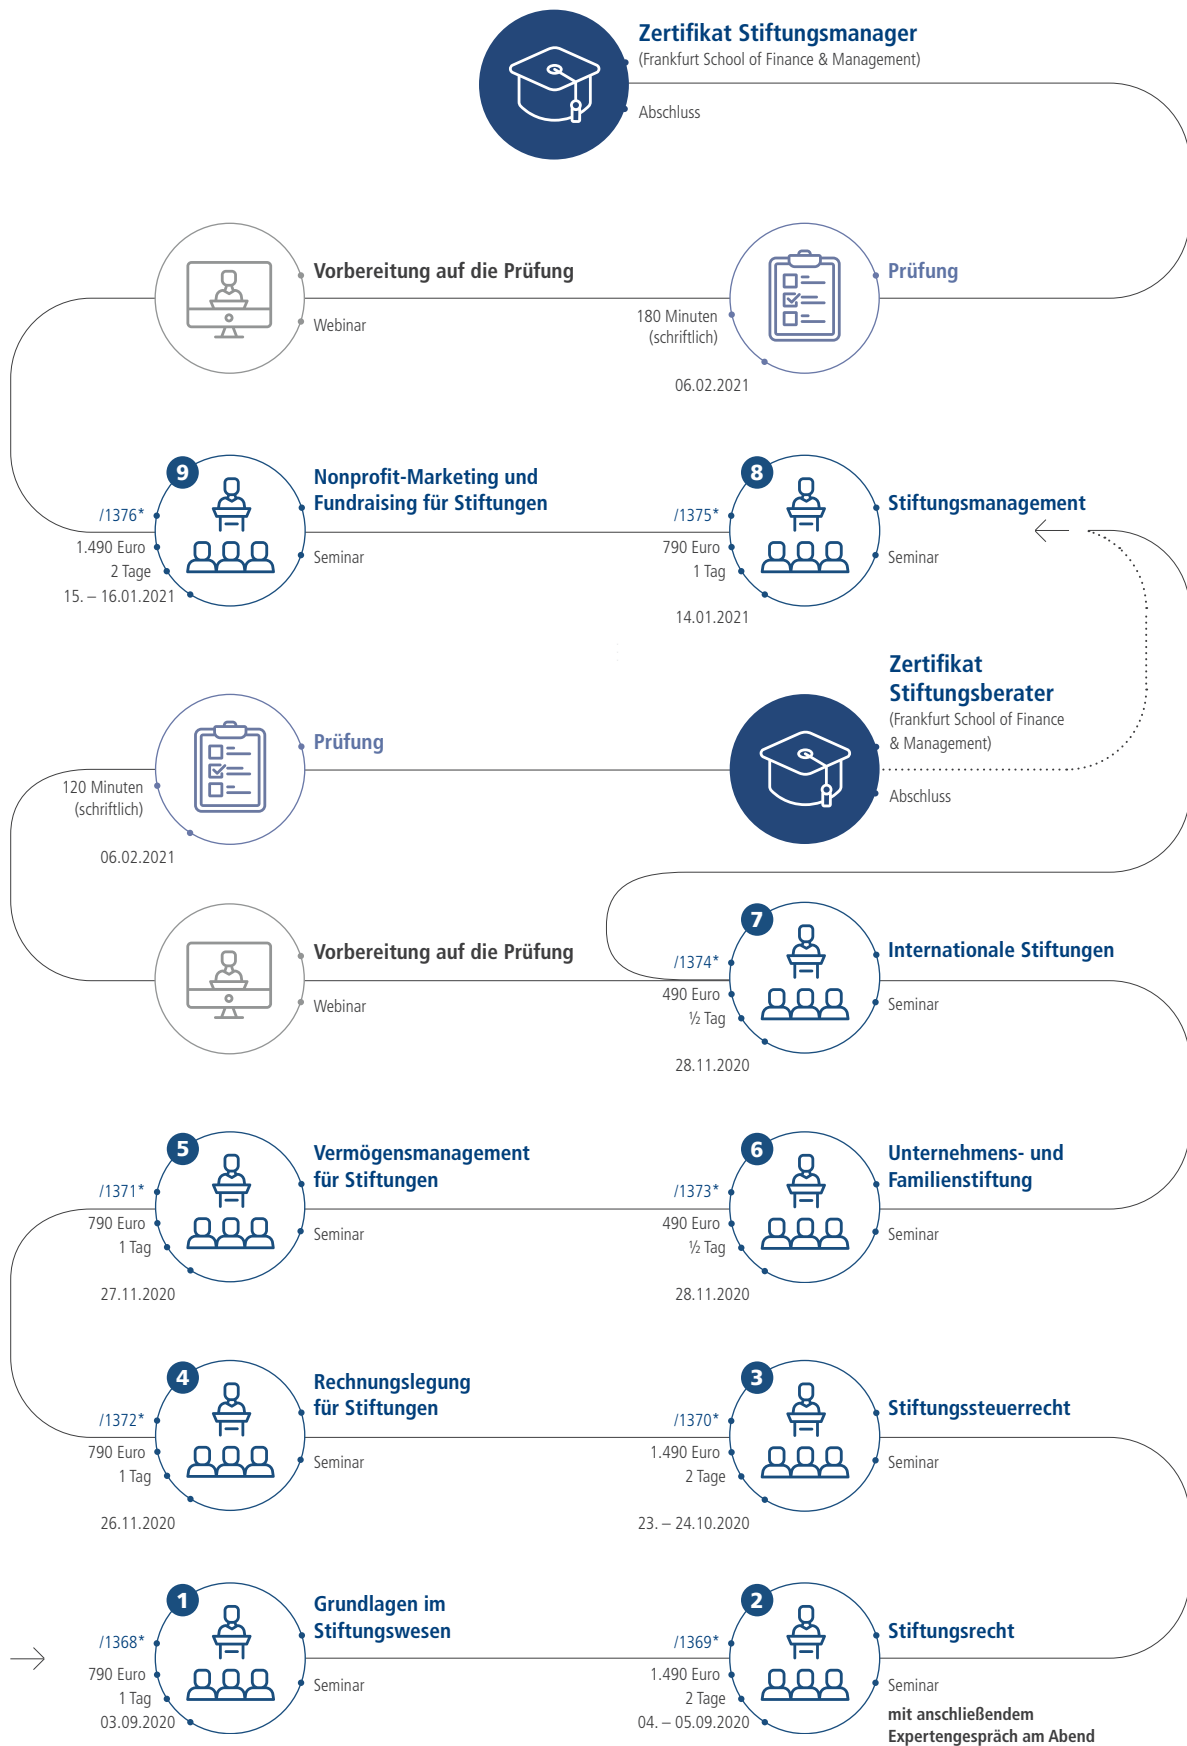 Zertifikat Stiftungsmanager
(Frankfurt School of Finance & Management)
Abschluss
Vorbereitung auf die Prüfung
Webinar
Prüfung
180 Minuten
(schriftlich)
06.02.2021
9
Nonprofit-Marketing und
Fundraising für Stiftungen
/1376*
1.490 Euro
2 Tage
15. – 16.01.2021
Seminar
8
Stiftungsmanagement
/1375*
790 Euro
1 Tag
14.01.2021
Seminar
Zertifikat
Stiftungsberater
(Frankfurt School of Finance
& Management)
Abschluss
Prüfung
120 Minuten
(schriftlich)
06.02.2021
Vorbereitung auf die Prüfung
Webinar
7
Internationale Stiftungen
/1374*
490 Euro
½ Tag
28.11.2020
Seminar
5
Vermögensmanagement
für Stiftungen
/1371*
790 Euro
1 Tag
27.11.2020
Seminar
6
Unternehmens- und
Familienstiftung
/1373*
490 Euro
½ Tag
28.11.2020
Seminar
4
Rechnungslegung
für Stiftungen
/1372*
790 Euro
1 Tag
26.11.2020
Seminar
3
Stiftungssteuerrecht
/1370*
1.490 Euro
2 Tage
23. – 24.10.2020
Seminar
1
Grundlagen im
Stiftungswesen
/1368*
790 Euro
1 Tag
03.09.2020
Seminar
2
Stiftungsrecht
/1369*
1.490 Euro
2 Tage
04. – 05.09.2020
Seminar
mit anschließendem
Expertengespräch am Abend